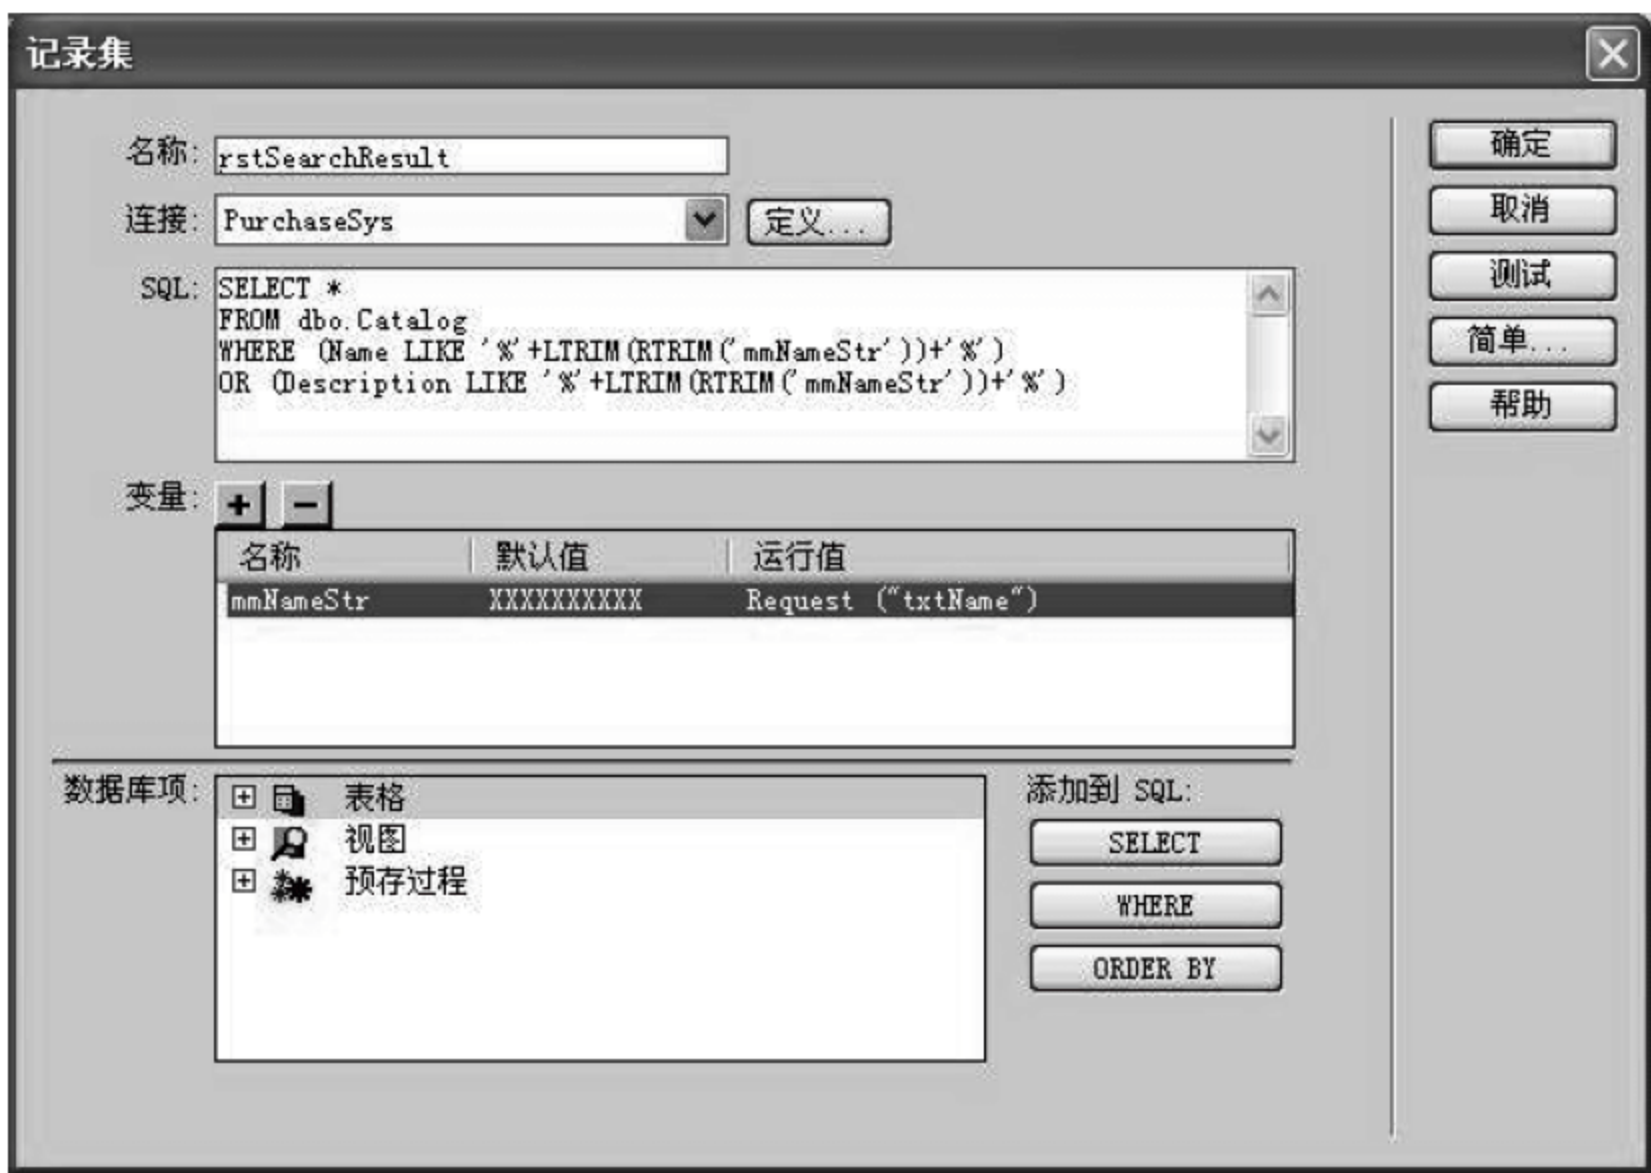 记录集
名称: rstSearchResult
确定
连接: PurchaseSys 定义...
取消
SQL: SELECT *
FROM dbo.Catalog
WHERE (Name LIKE '%'+LTRIM(RTRIM('mmNameStr'))+'%')
OR (Description LIKE '%'+LTRIM(RTRIM('mmNameStr'))+'%')
测试
简单...
帮助
变量: + -
名称 默认值 运行值
mmNameStr XXXXXXXXXX Request ("txtName")
数据库项: 表格
视图
预存过程
添加到 SQL:
SELECT
WHERE
ORDER BY